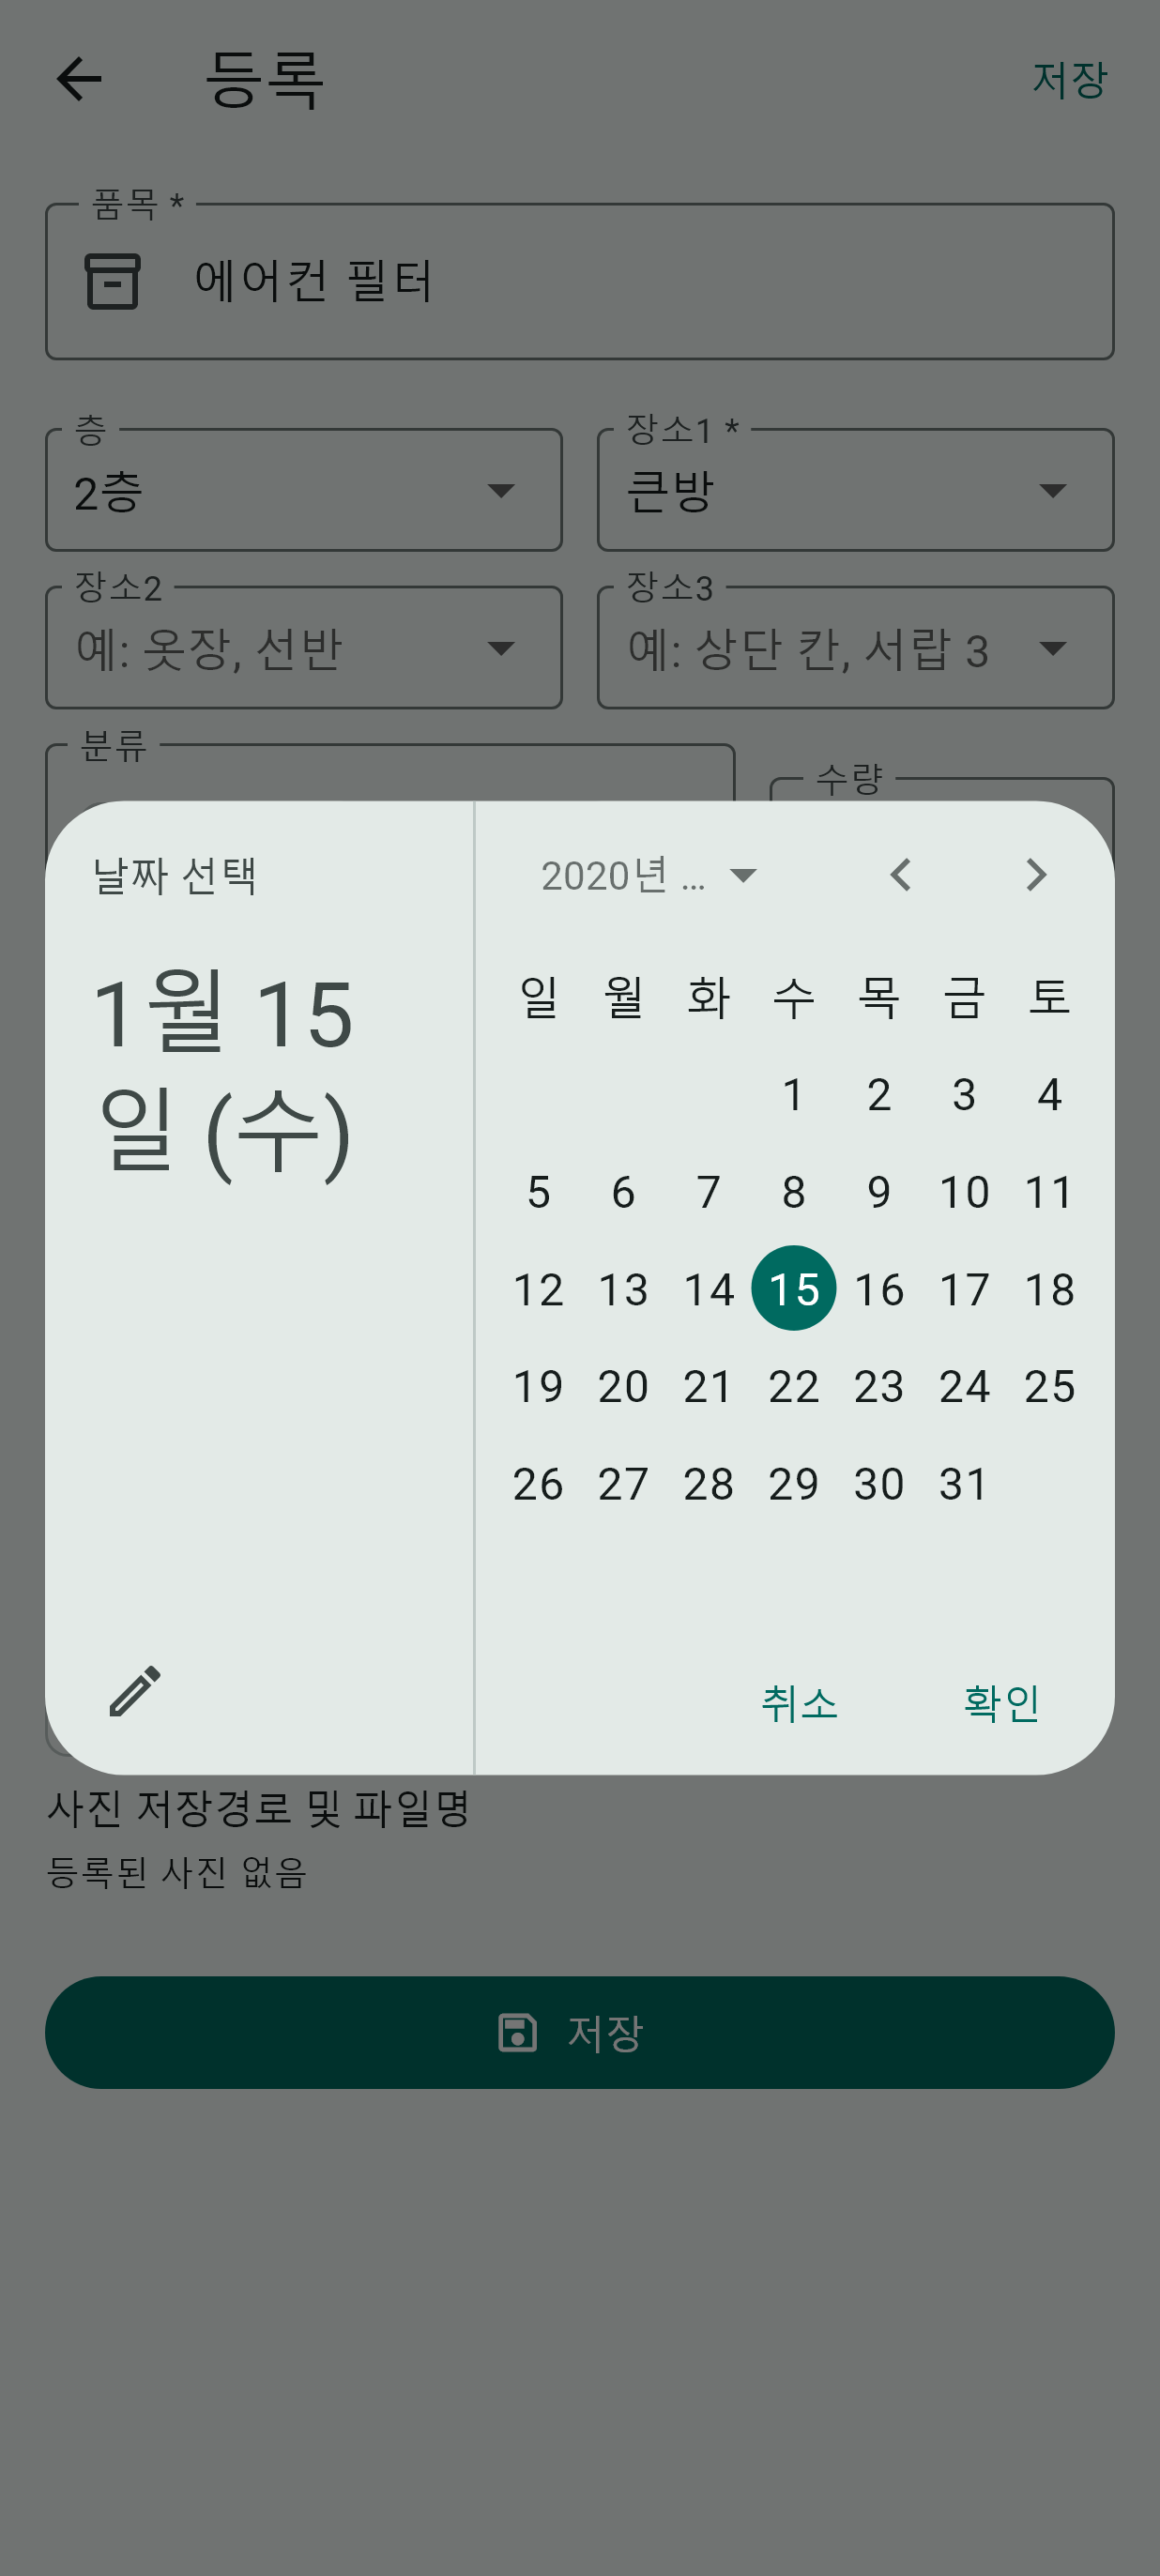 등록
저장
품목 *
에어컨 필터
층
장소1 *
2층
큰방
장소2
장소3
예: 옷장, 선반
예: 상단 칸, 서랍 3
분류
수량
날짜 선택
2020년 ...
1월 15
일 (수)
일 월 화 수 목 금 토
1 2 3 4
5 6 7 8 9 10 11
12 13 14 15 16 17 18
19 20 21 22 23 24 25
26 27 28 29 30 31
취소 확인
사진 저장경로 및 파일명
등록된 사진 없음
저장